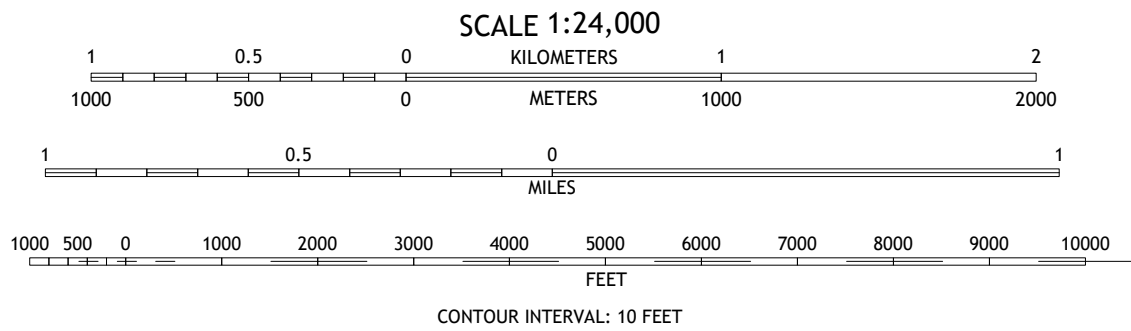 SCALE 1:24,000
1 0.5 0 KILOMETERS 1 2
1000 500 0 METERS 1000 2000
1 0.5 0 1
MILES
1000 500 0 1000 2000 3000 4000 5000 6000 7000 8000 9000 10000
FEET
CONTOUR INTERVAL: 10 FEET